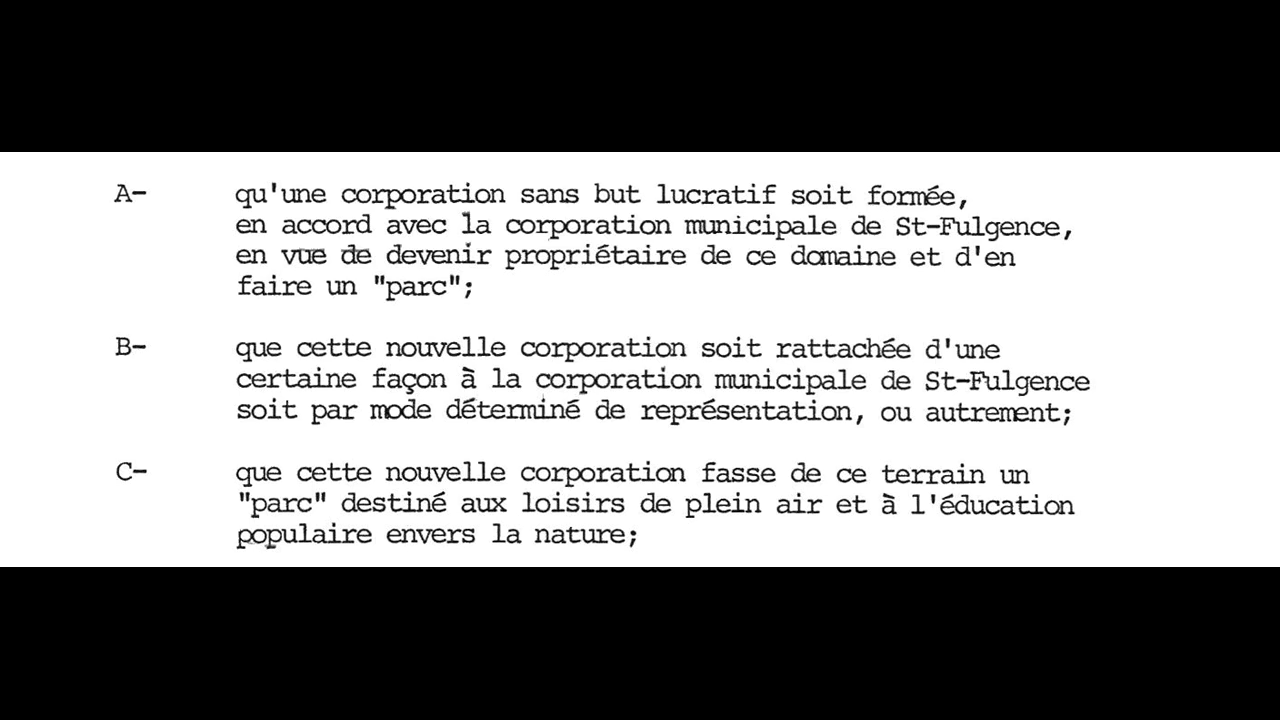 A- qu'une corporation sans but lucratif soit formée,
en accord avec la corporation municipale de St-Fulgence,
en vue de devenir propriétaire de ce domaine et d'en
faire un "parc";
B- que cette nouvelle corporation soit rattachée d'une
certaine façon à la corporation municipale de St-Fulgence
soit par mode déterminé de représentation, ou autrement;
C- que cette nouvelle corporation fasse de ce terrain un
"parc" destiné aux loisirs de plein air et à l'éducation
populaire envers la nature;